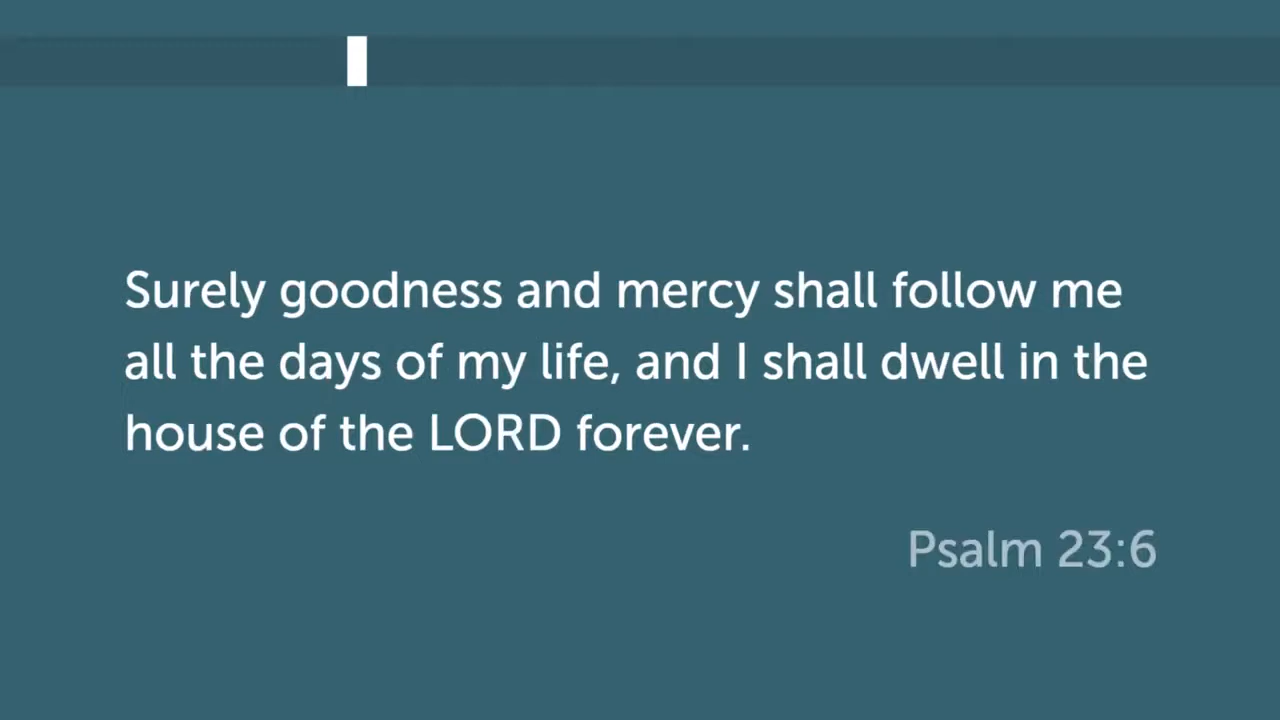 Surely goodness and mercy shall follow me
all the days of my life, and I shall dwell in the
house of the LORD forever.
Psalm 23:6